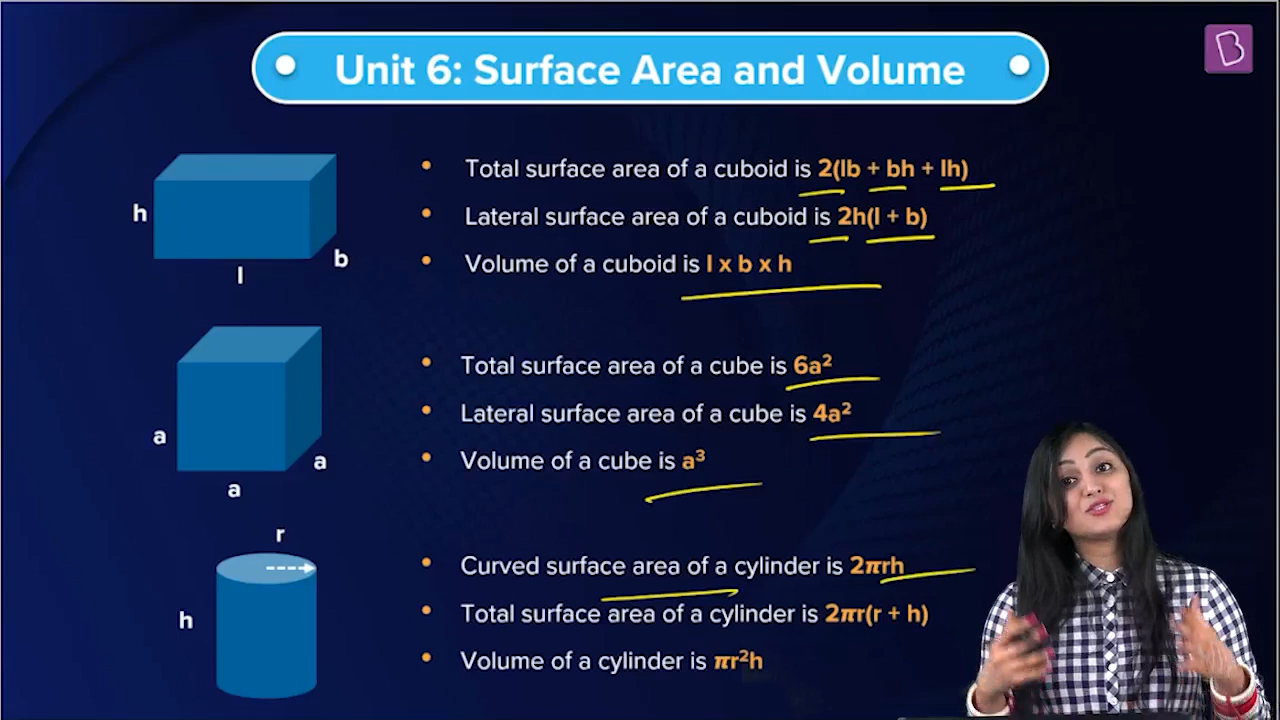 Unit 6: Surface Area and Volume
h
l
b
• Total surface area of a cuboid is 2(lb + bh + lh)
• Lateral surface area of a cuboid is 2h(l + b)
• Volume of a cuboid is l x b x h
a
a
a
• Total surface area of a cube is 6a²
• Lateral surface area of a cube is 4a²
• Volume of a cube is a³
r
h
• Curved surface area of a cylinder is 2πrh
• Total surface area of a cylinder is 2πr(r + h)
• Volume of a cylinder is πr²h
B